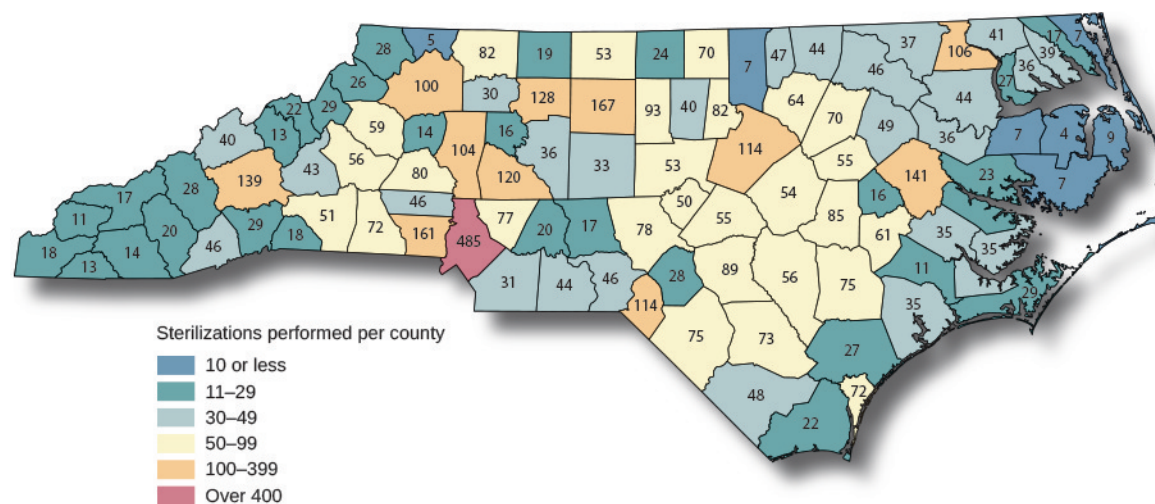 28 5 82 19 53 24 70 7 47 44 37 106 41 17 7
26 100 30 128 167 93 40 82 64 46 44 27 36 39
40 22 29 59 14 104 16 36 33 53 114 70 49 36 7 4 9
13 43 56 80 120 50 54 55 141 23 7
17 28 139 46 77 20 17 78 55 85 16 35 35
11 20 29 51 72 161 485 61
18 13 14 46 18 31 44 46 28 89 56 75 11 29
114 75 73 35
27
48 72
22
Sterilizations performed per county
10 or less
11–29
30–49
50–99
100–399
Over 400